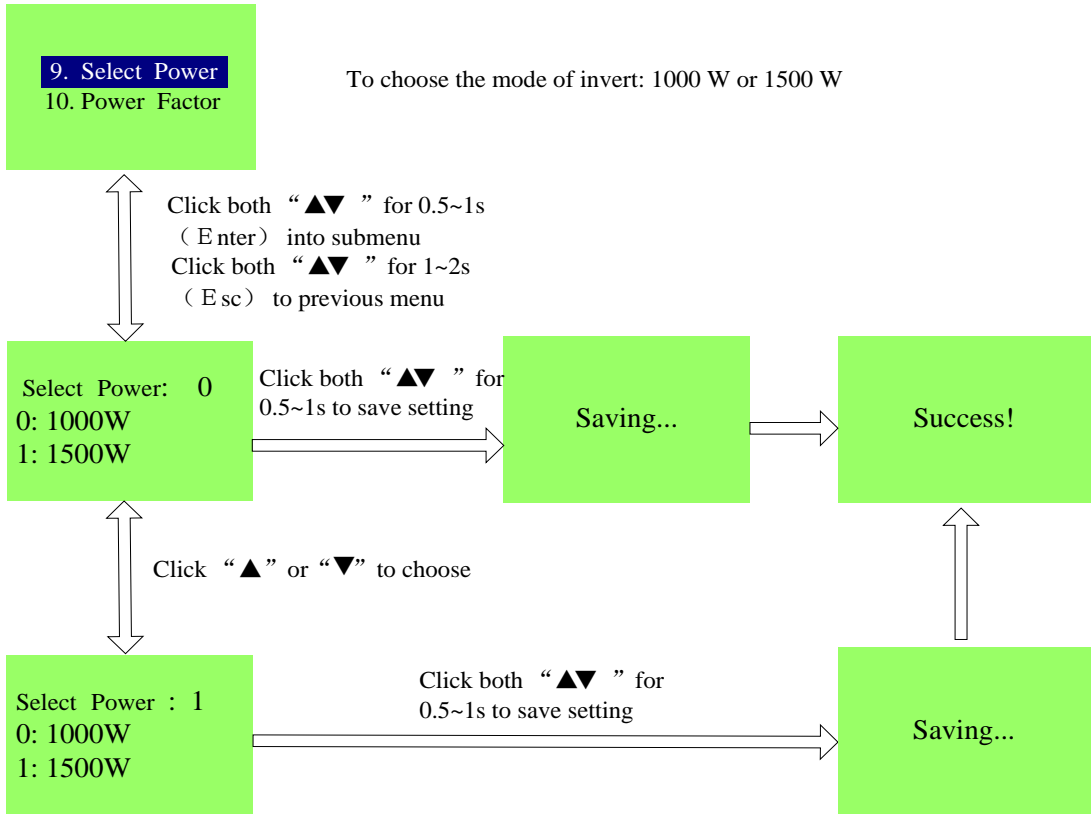 9. Select Power
10. Power Factor
To choose the mode of invert: 1000 W or 1500 W
Click both “▲▼ ” for 0.5~1s
（Ｅnter） into submenu
Click both “▲▼ ” for 1~2s
（Ｅsc） to previous menu
Select Power: 0
0: 1000W
1: 1500W
Click both “▲▼ ” for
0.5~1s to save setting
Saving...
Success!
Click “▲” or “▼” to choose
Select Power : 1
0: 1000W
1: 1500W
Click both “▲▼ ” for
0.5~1s to save setting
Saving...